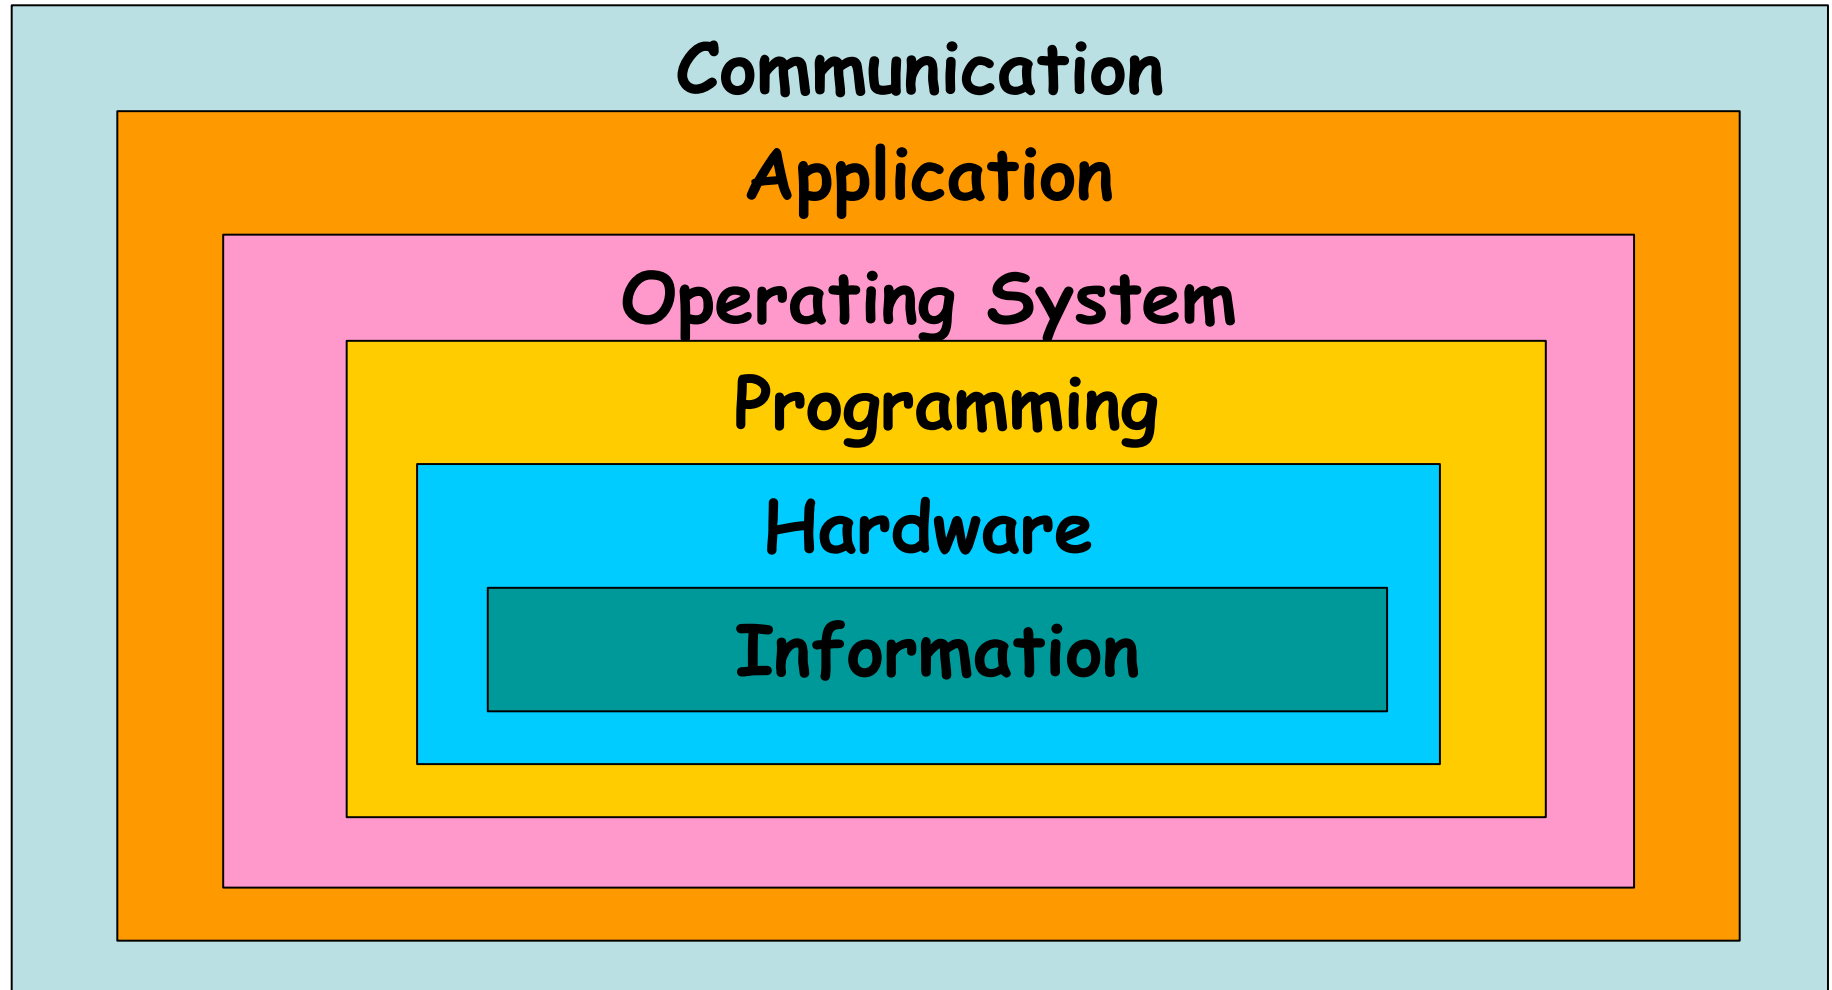 Communication
Application
Operating System
Programming
Hardware
Information